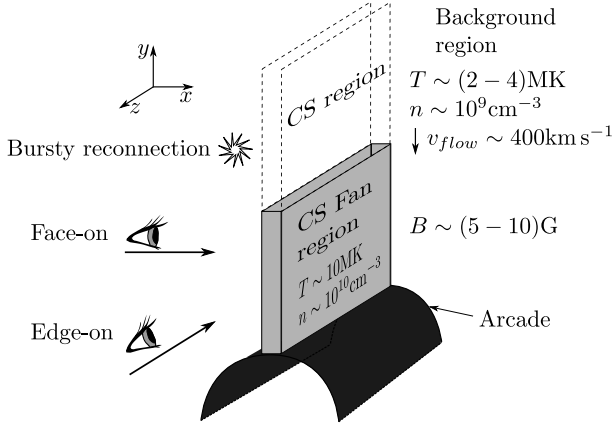 Background
region
T ∼ (2 − 4)MK
n ∼ 10⁹cm⁻³
↓ v_flow ∼ 400km s⁻¹
y
x
z
CS region
Bursty reconnection
CS Fan
region
T ∼ 10MK
n ∼ 10¹⁰cm⁻³
B ∼ (5 − 10)G
Face-on
Edge-on
Arcade